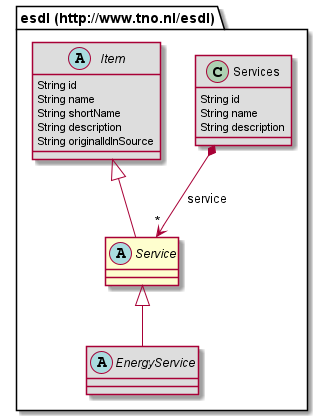 esdl (http://www.tno.nl/esdl)
A Item
String id
String name
String shortName
String description
String originalIdInSource
C Services
String id
String name
String description
service
*
A Service
A EnergyService